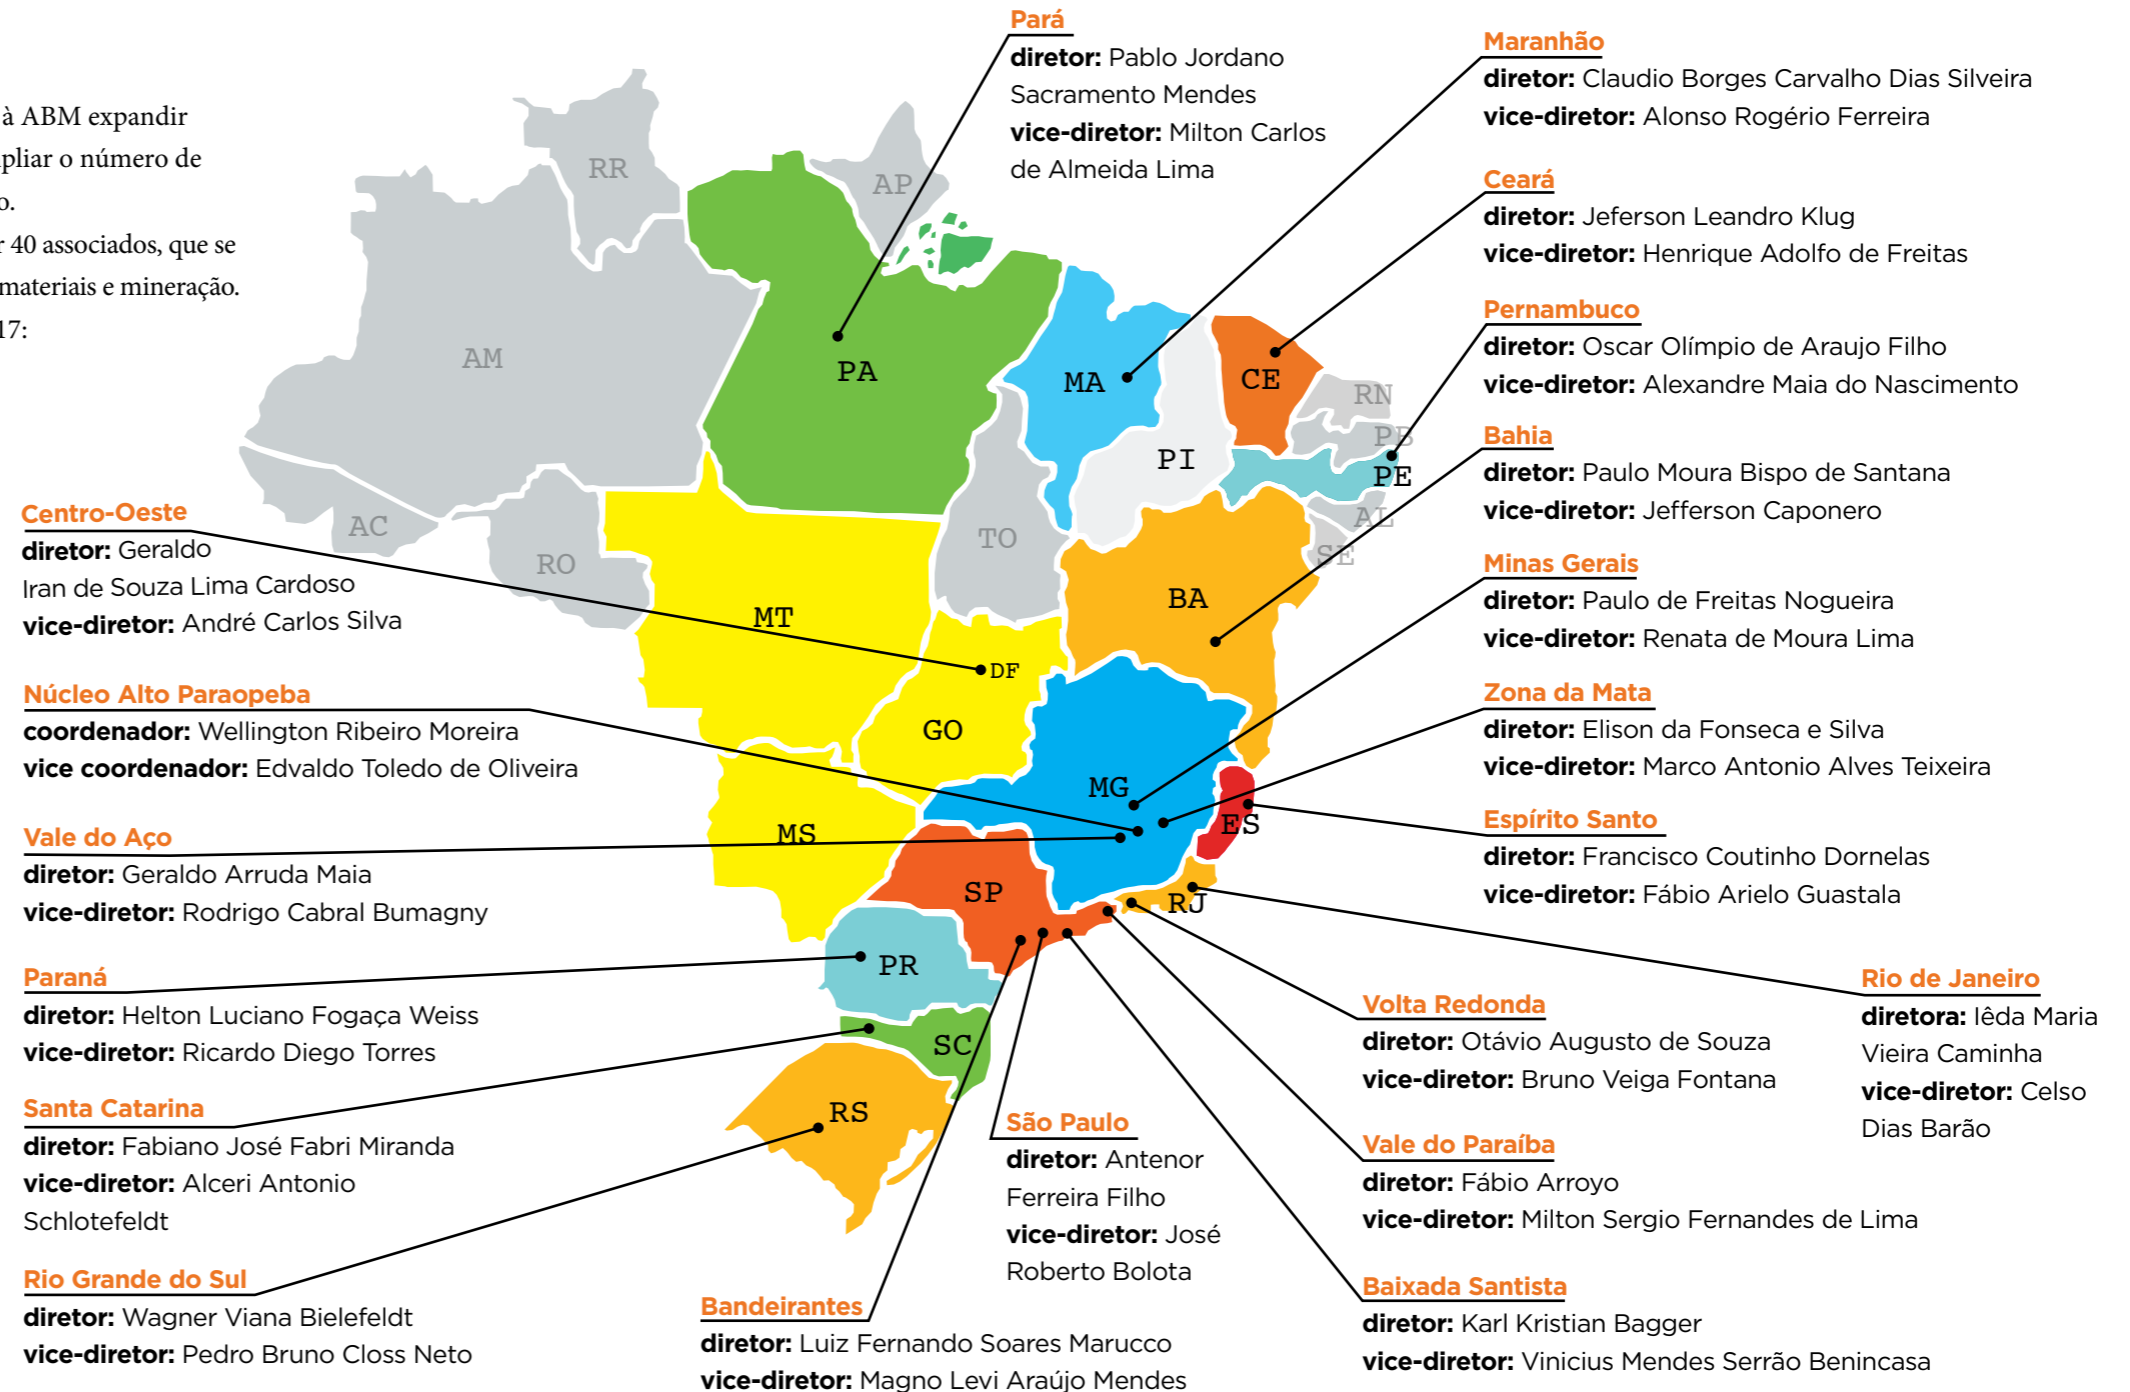 à ABM expandir
pliar o número de
o.
r 40 associados, que se
materiais e mineração.
17:
Pará
diretor: Pablo Jordano
Sacramento Mendes
vice-diretor: Milton Carlos
de Almeida Lima
Maranhão
diretor: Claudio Borges Carvalho Dias Silveira
vice-diretor: Alonso Rogério Ferreira
Ceará
diretor: Jeferson Leandro Klug
vice-diretor: Henrique Adolfo de Freitas
Pernambuco
diretor: Oscar Olímpio de Araujo Filho
vice-diretor: Alexandre Maia do Nascimento
Bahia
diretor: Paulo Moura Bispo de Santana
vice-diretor: Jefferson Caponero
Minas Gerais
diretor: Paulo de Freitas Nogueira
vice-diretor: Renata de Moura Lima
Zona da Mata
diretor: Elison da Fonseca e Silva
vice-diretor: Marco Antonio Alves Teixeira
Espírito Santo
diretor: Francisco Coutinho Dornelas
vice-diretor: Fábio Arielo Guastala
Rio de Janeiro
diretora: Iêda Maria
Vieira Caminha
vice-diretor: Celso
Dias Barão
Volta Redonda
diretor: Otávio Augusto de Souza
vice-diretor: Bruno Veiga Fontana
Vale do Paraíba
diretor: Fábio Arroyo
vice-diretor: Milton Sergio Fernandes de Lima
Baixada Santista
diretor: Karl Kristian Bagger
vice-diretor: Vinicius Mendes Serrão Benincasa
São Paulo
diretor: Antenor
Ferreira Filho
vice-diretor: José
Roberto Bolota
Bandeirantes
diretor: Luiz Fernando Soares Marucco
vice-diretor: Magno Levi Araújo Mendes
Centro-Oeste
diretor: Geraldo
Iran de Souza Lima Cardoso
vice-diretor: André Carlos Silva
Núcleo Alto Paraopeba
coordenador: Wellington Ribeiro Moreira
vice coordenador: Edvaldo Toledo de Oliveira
Vale do Aço
diretor: Geraldo Arruda Maia
vice-diretor: Rodrigo Cabral Bumagny
Paraná
diretor: Helton Luciano Fogaça Weiss
vice-diretor: Ricardo Diego Torres
Santa Catarina
diretor: Fabiano José Fabri Miranda
vice-diretor: Alceri Antonio
Schlotefeldt
Rio Grande do Sul
diretor: Wagner Viana Bielefeldt
vice-diretor: Pedro Bruno Closs Neto
RR
AP
AM
PA
MA
PI
CE
RN
PB
PE
AL
SE
AC
RO
TO
BA
MT
DF
GO
MG
ES
MS
SP
RJ
PR
SC
RS